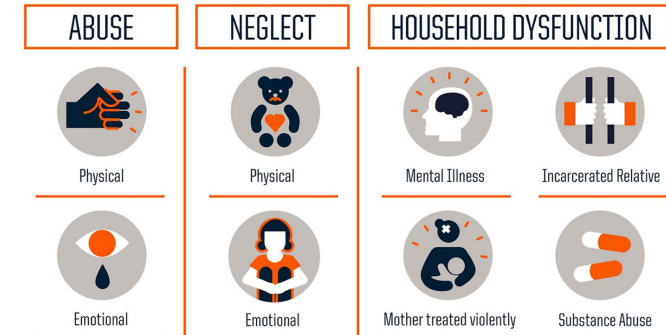 ABUSE
NEGLECT
HOUSEHOLD DYSFUNCTION
Physical
Physical
Mental Illness
Incarcerated Relative
Emotional
Emotional
Mother treated violently
Substance Abuse